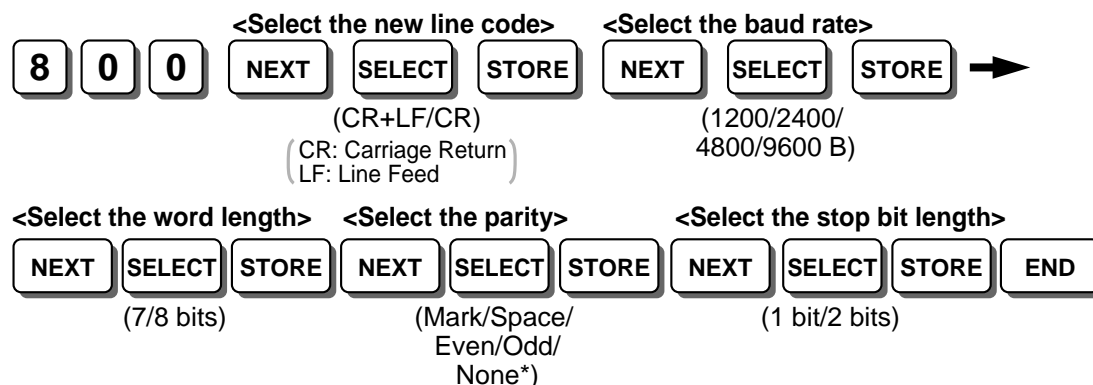 <Select the new line code> <Select the baud rate>
8 0 0 NEXT SELECT STORE NEXT SELECT STORE
(CR+LF/CR) (1200/2400/
CR: Carriage Return 4800/9600 B)
LF: Line Feed
<Select the word length> <Select the parity> <Select the stop bit length>
NEXT SELECT STORE NEXT SELECT STORE NEXT SELECT STORE END
(7/8 bits) (Mark/Space/ (1 bit/2 bits)
Even/Odd/
None*)